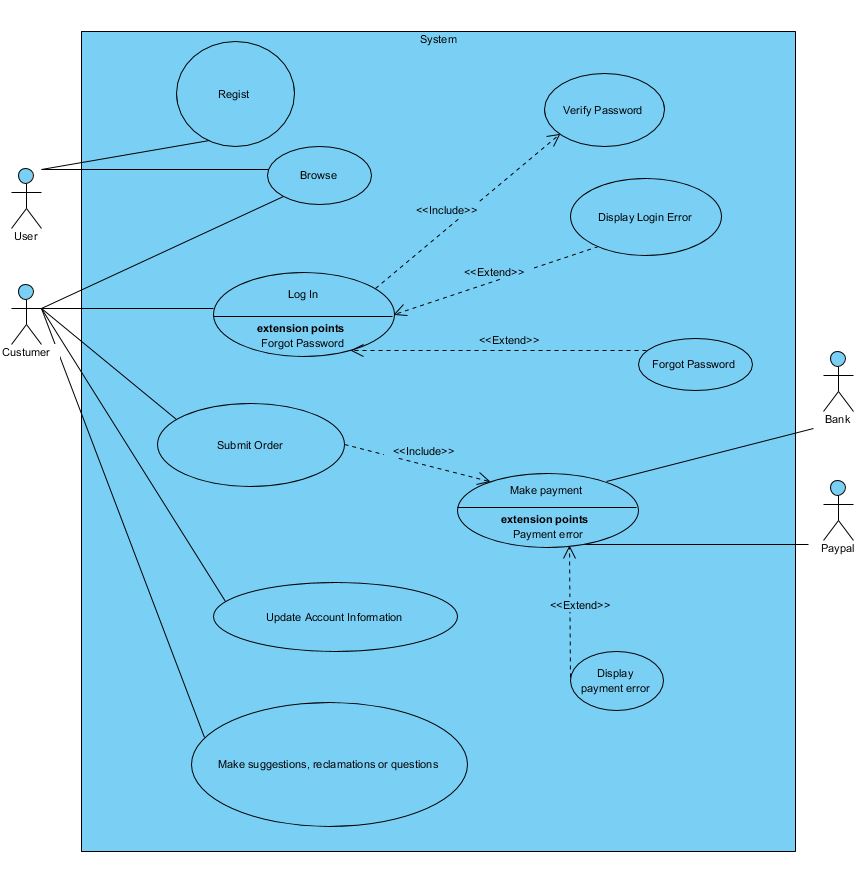 System
Regist
Verify Password
Browse
<<Include>>
Display Login Error
User
<<Extend>>
Log In
extension points
Forgot Password
<<Extend>>
Custumer
Forgot Password
Bank
Submit Order
<<Include>>
Make payment
extension points
Payment error
Paypal
<<Extend>>
Update Account Information
Display
payment error
Make suggestions, reclamations or questions